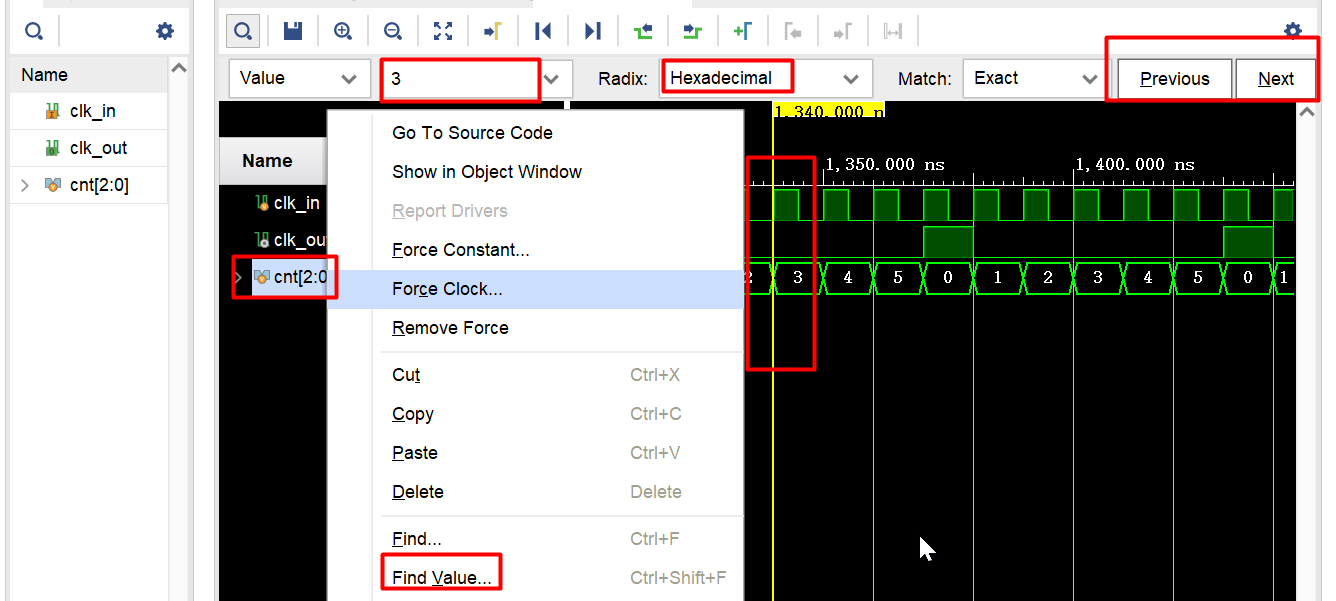 Value 3 Radix: Hexadecimal Match: Exact Previous Next
Name
clk_in
clk_out
cnt[2:0]
1,340.000 n
Name
1,350.000 ns 1,400.000 ns
clk_in
clk_ou
cnt[2:0
2 3 4 5 0 1 2 3 4 5 0 1
Go To Source Code
Show in Object Window
Report Drivers
Force Constant...
Force Clock...
Remove Force
Cut Ctrl+X
Copy Ctrl+C
Paste Ctrl+V
Delete Delete
Find... Ctrl+F
Find Value... Ctrl+Shift+F